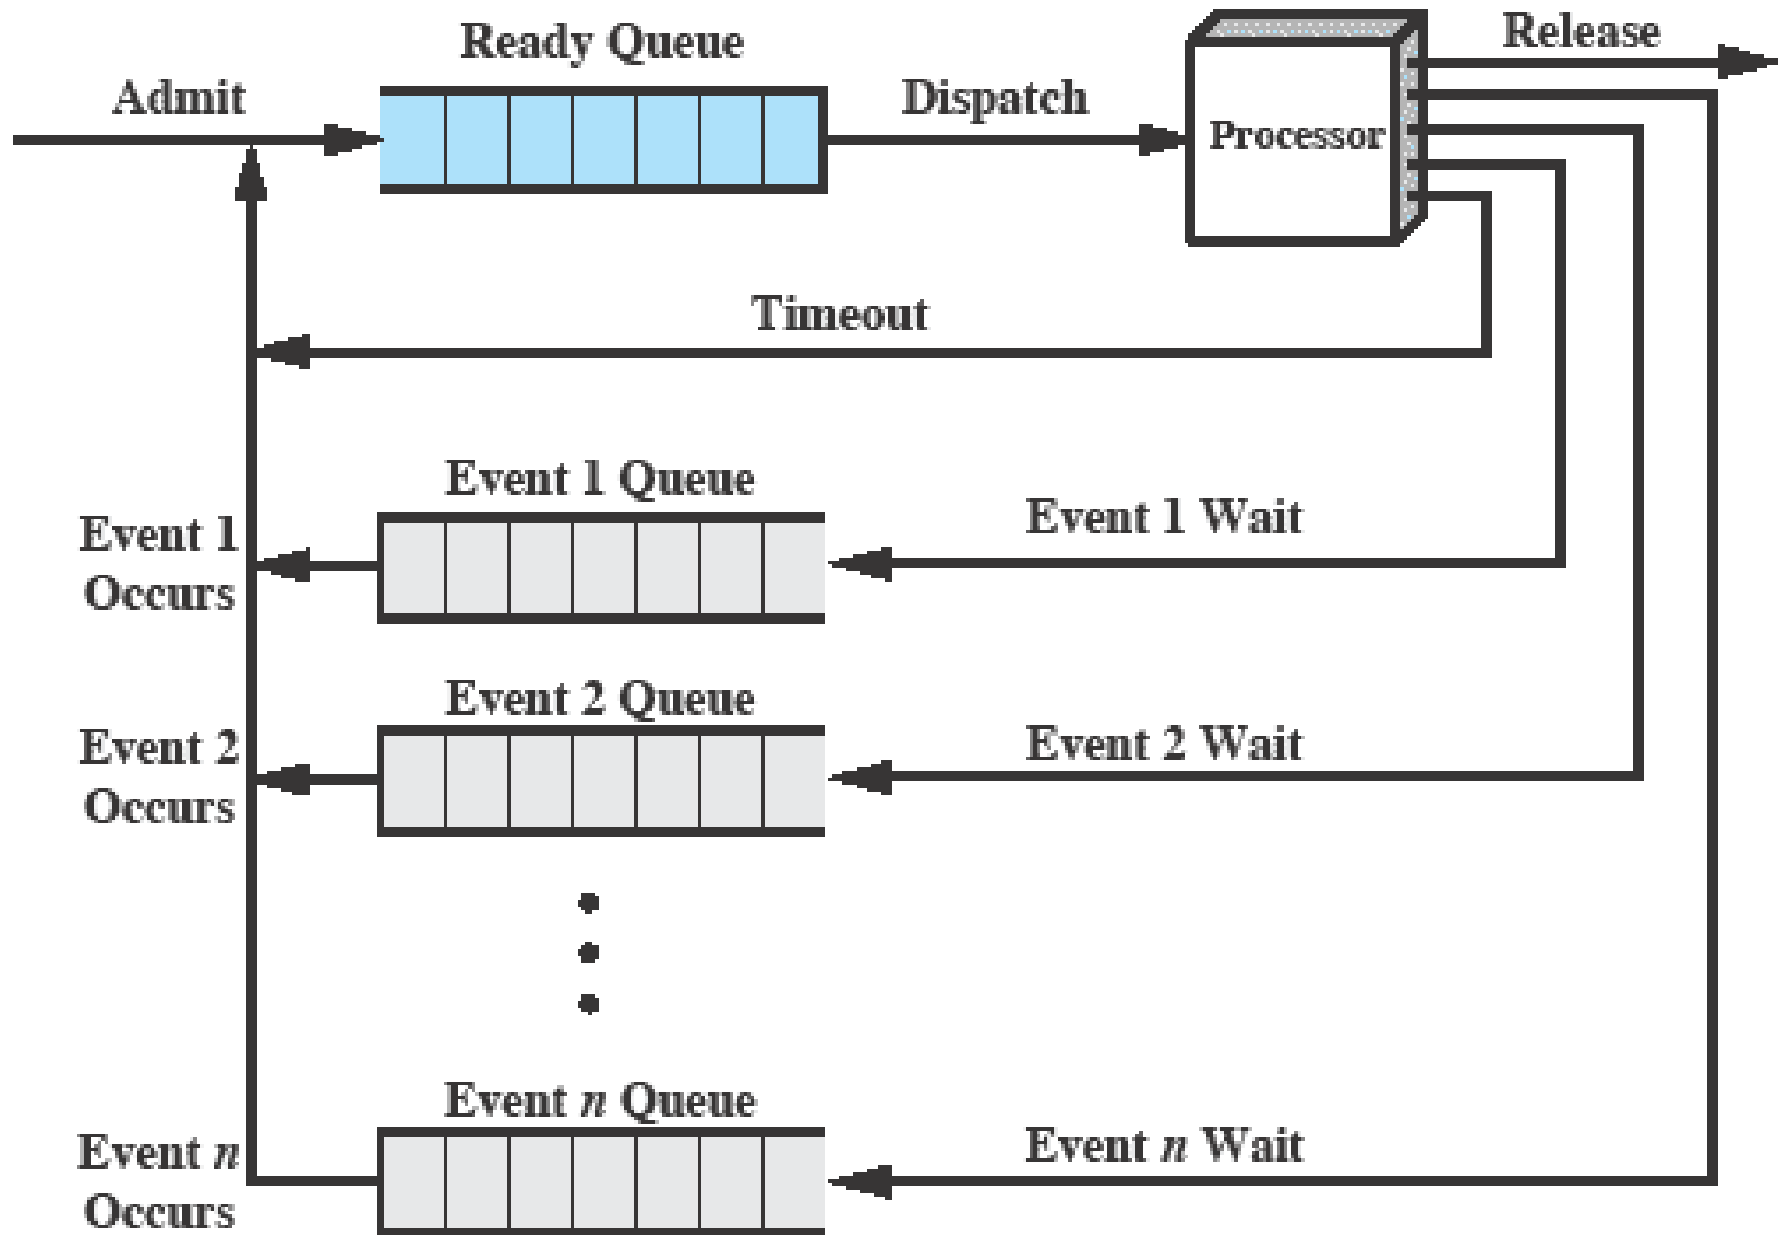 Ready Queue
Release
Admit
Dispatch
Processor
Timeout
Event 1 Queue
Event 1
Occurs
Event 1 Wait
Event 2 Queue
Event 2
Occurs
Event 2 Wait
Event n Queue
Event n
Occurs
Event n Wait